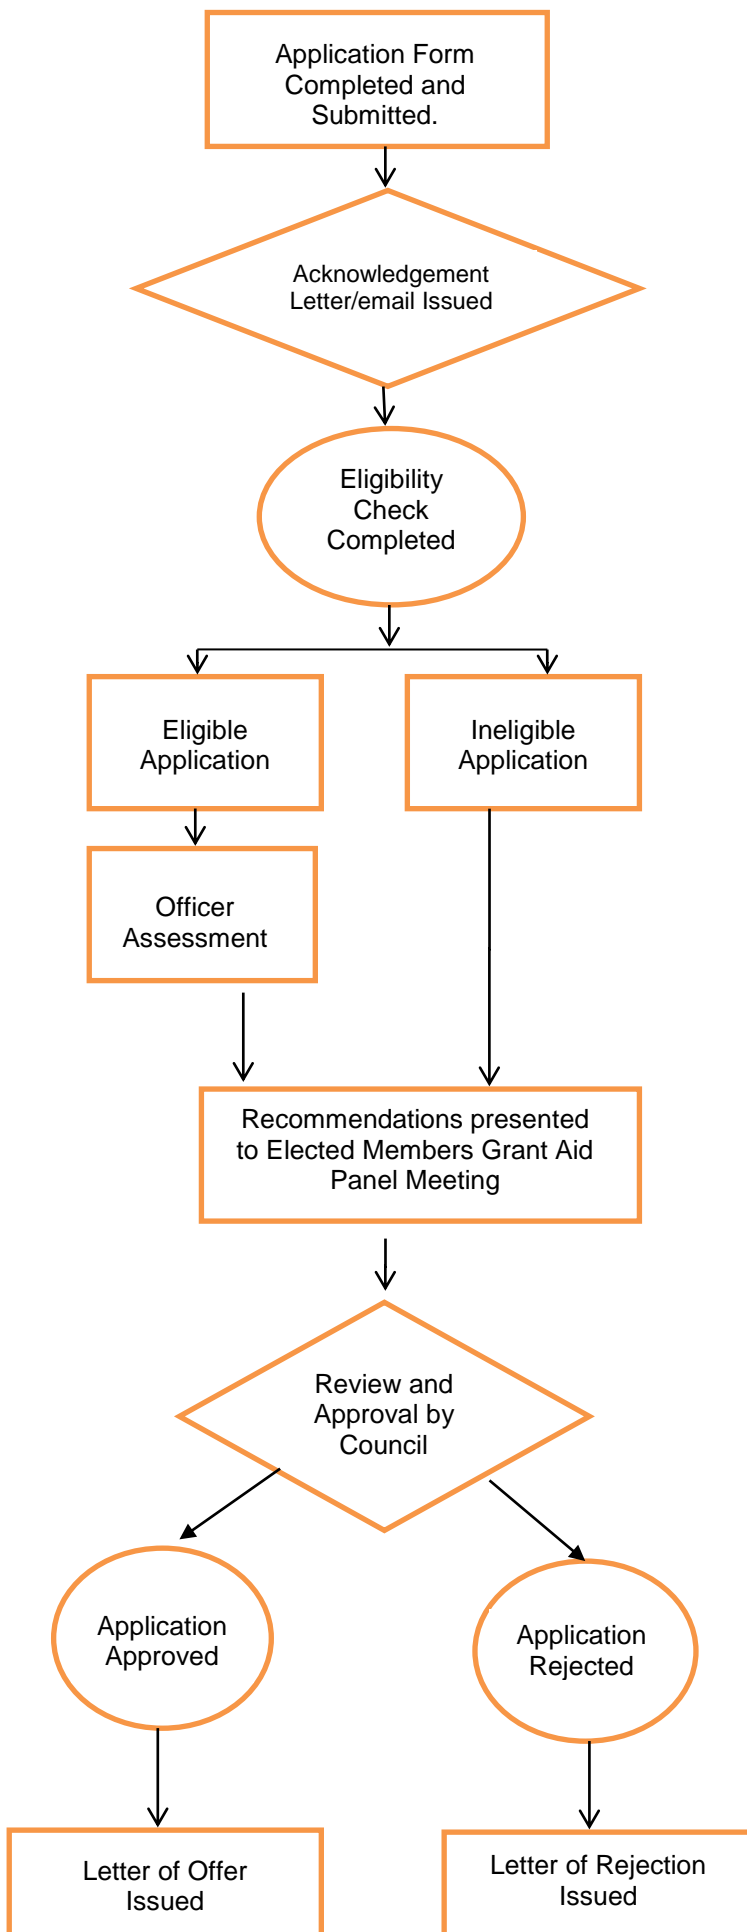 Application Form
Completed and
Submitted.
Acknowledgement
Letter/email Issued
Eligibility
Check
Completed
Eligible
Application
Ineligible
Application
Officer
Assessment
Recommendations presented
to Elected Members Grant Aid
Panel Meeting
Review and
Approval by
Council
Application
Approved
Application
Rejected
Letter of Offer
Issued
Letter of Rejection
Issued